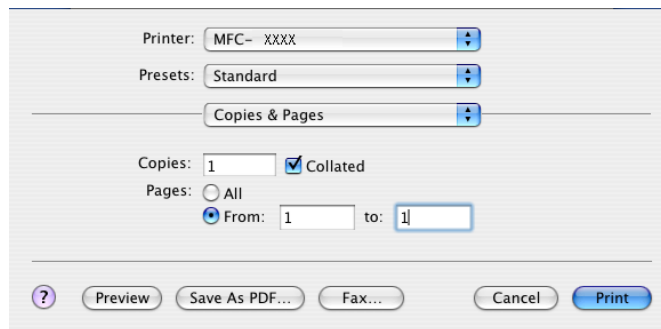 Printer: MFC- XXXX
Presets: Standard
Copies & Pages
Copies: 1 Collated
Pages: All
From: 1 to: 1
? Preview Save As PDF... Fax... Cancel Print